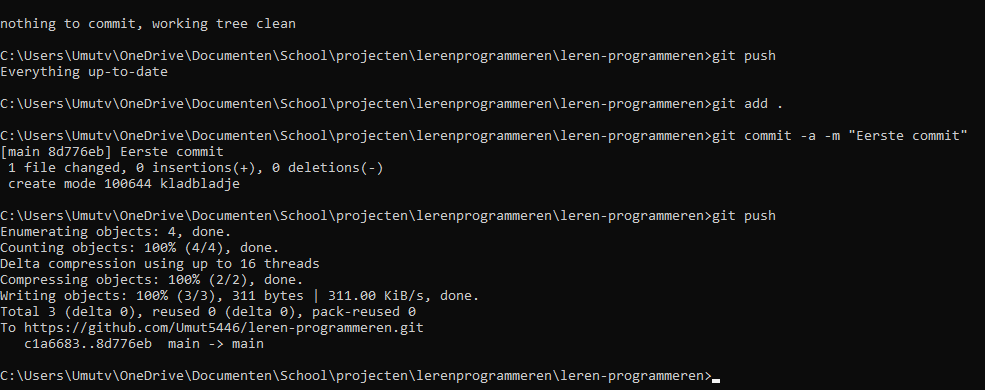 nothing to commit, working tree clean
C:\Users\Umutv\OneDrive\Documenten\School\projecten\lerenprogrammeren\leren-programmeren>git push
Everything up-to-date
C:\Users\Umutv\OneDrive\Documenten\School\projecten\lerenprogrammeren\leren-programmeren>git add .
C:\Users\Umutv\OneDrive\Documenten\School\projecten\lerenprogrammeren\leren-programmeren>git commit -a -m "Eerste commit"
[main 8d776eb] Eerste commit
 1 file changed, 0 insertions(+), 0 deletions(-)
 create mode 100644 kladbladje
C:\Users\Umutv\OneDrive\Documenten\School\projecten\lerenprogrammeren\leren-programmeren>git push
Enumerating objects: 4, done.
Counting objects: 100% (4/4), done.
Delta compression using up to 16 threads
Compressing objects: 100% (2/2), done.
Writing objects: 100% (3/3), 311 bytes | 311.00 KiB/s, done.
Total 3 (delta 0), reused 0 (delta 0), pack-reused 0
To https://github.com/Umut5446/leren-programmeren.git
   c1a6683..8d776eb  main -> main
C:\Users\Umutv\OneDrive\Documenten\School\projecten\lerenprogrammeren\leren-programmeren>